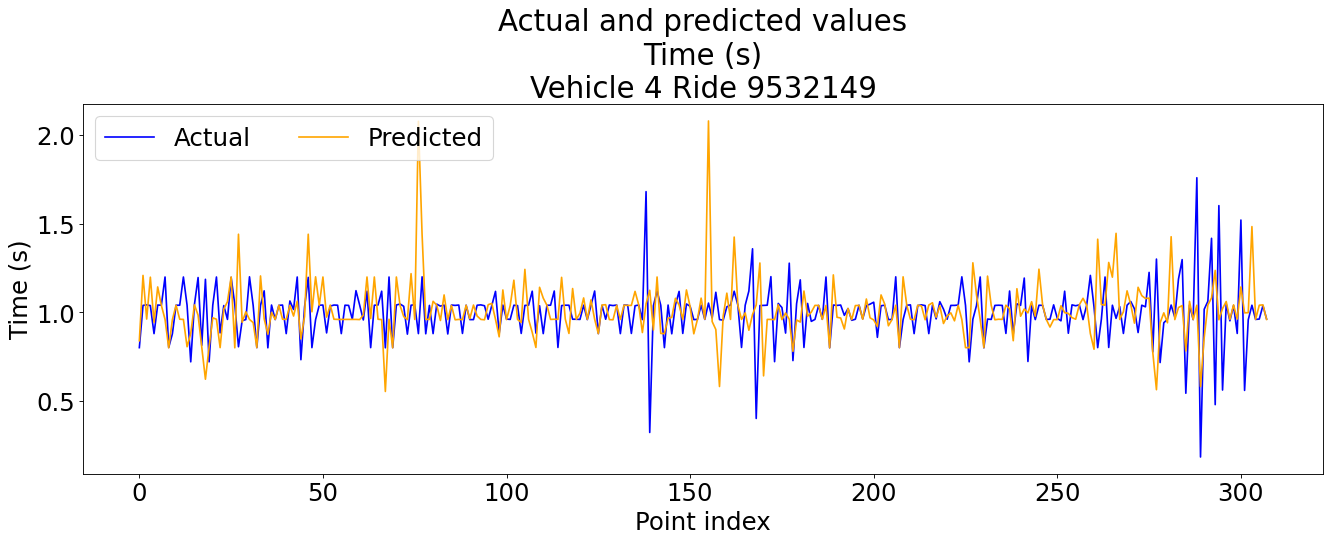 Actual and predicted values
Time (s)
Vehicle 4 Ride 9532149
Actual Predicted
2.0
1.5
1.0
0.5
Time (s)
0 50 100 150 200 250 300
Point index